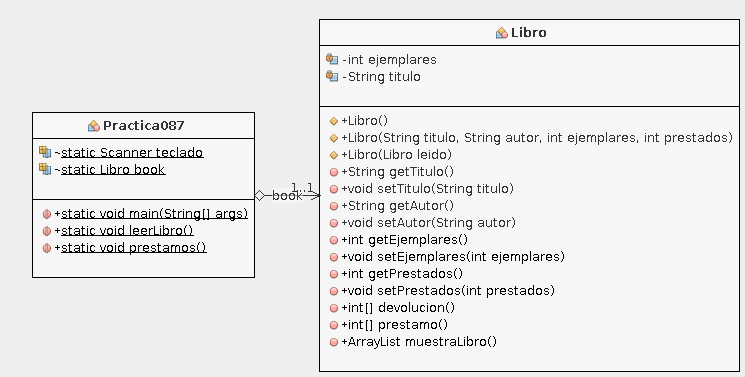 Practica087
~static Scanner teclado
~static Libro book
+static void main(String[] args)
+static void leerLibro()
+static void prestamos()
1..1
book
Libro
-int ejemplares
-String titulo
+Libro()
+Libro(String titulo, String autor, int ejemplares, int prestados)
+Libro(Libro leido)
+String getTitulo()
+void setTitulo(String titulo)
+String getAutor()
+void setAutor(String autor)
+int getEjemplares()
+void setEjemplares(int ejemplares)
+int getPrestados()
+void setPrestados(int prestados)
+int[] devolucion()
+int[] prestamo()
+ArrayList muestraLibro()